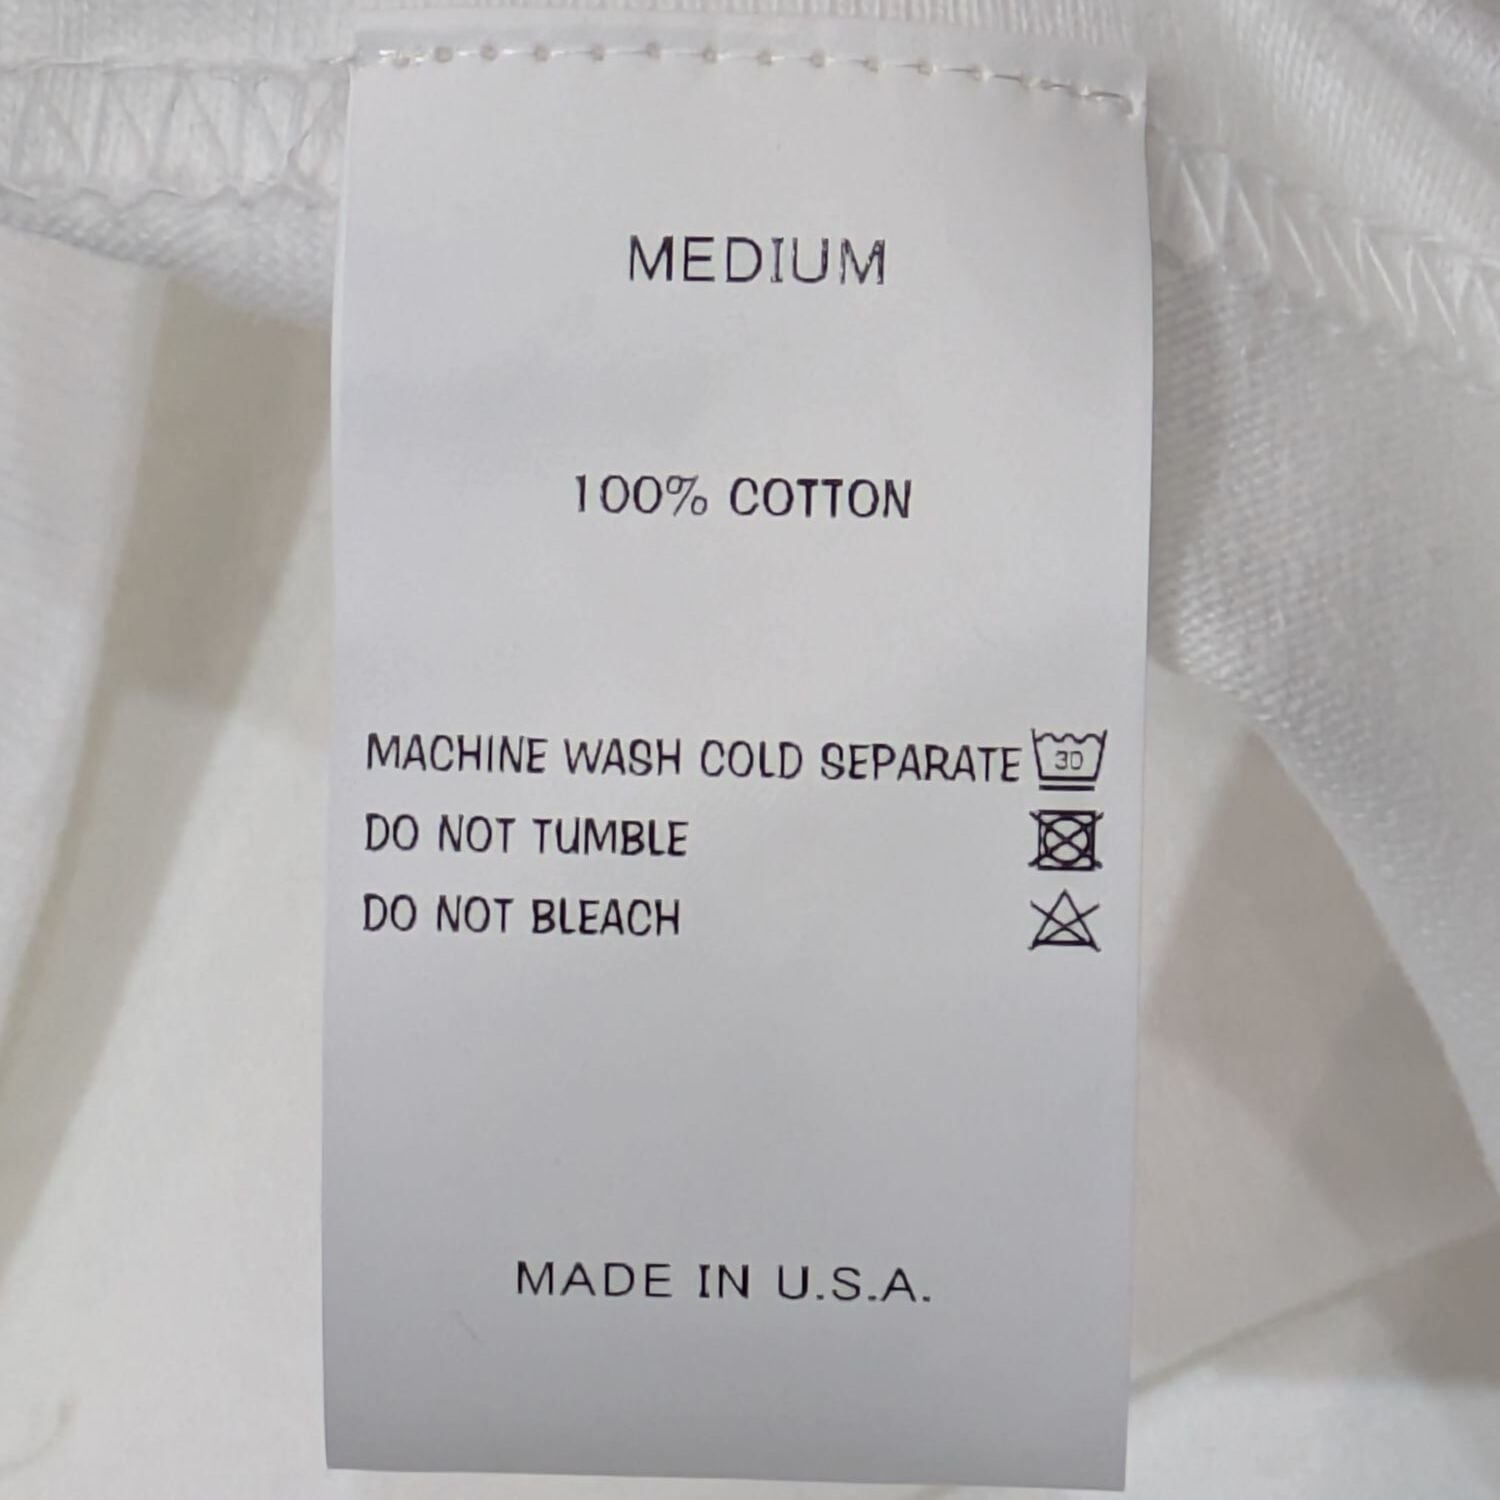 MEDIUM
100% COTTON
MACHINE WASH COLD SEPARATE 30
DO NOT TUMBLE
DO NOT BLEACH
MADE IN U.S.A.